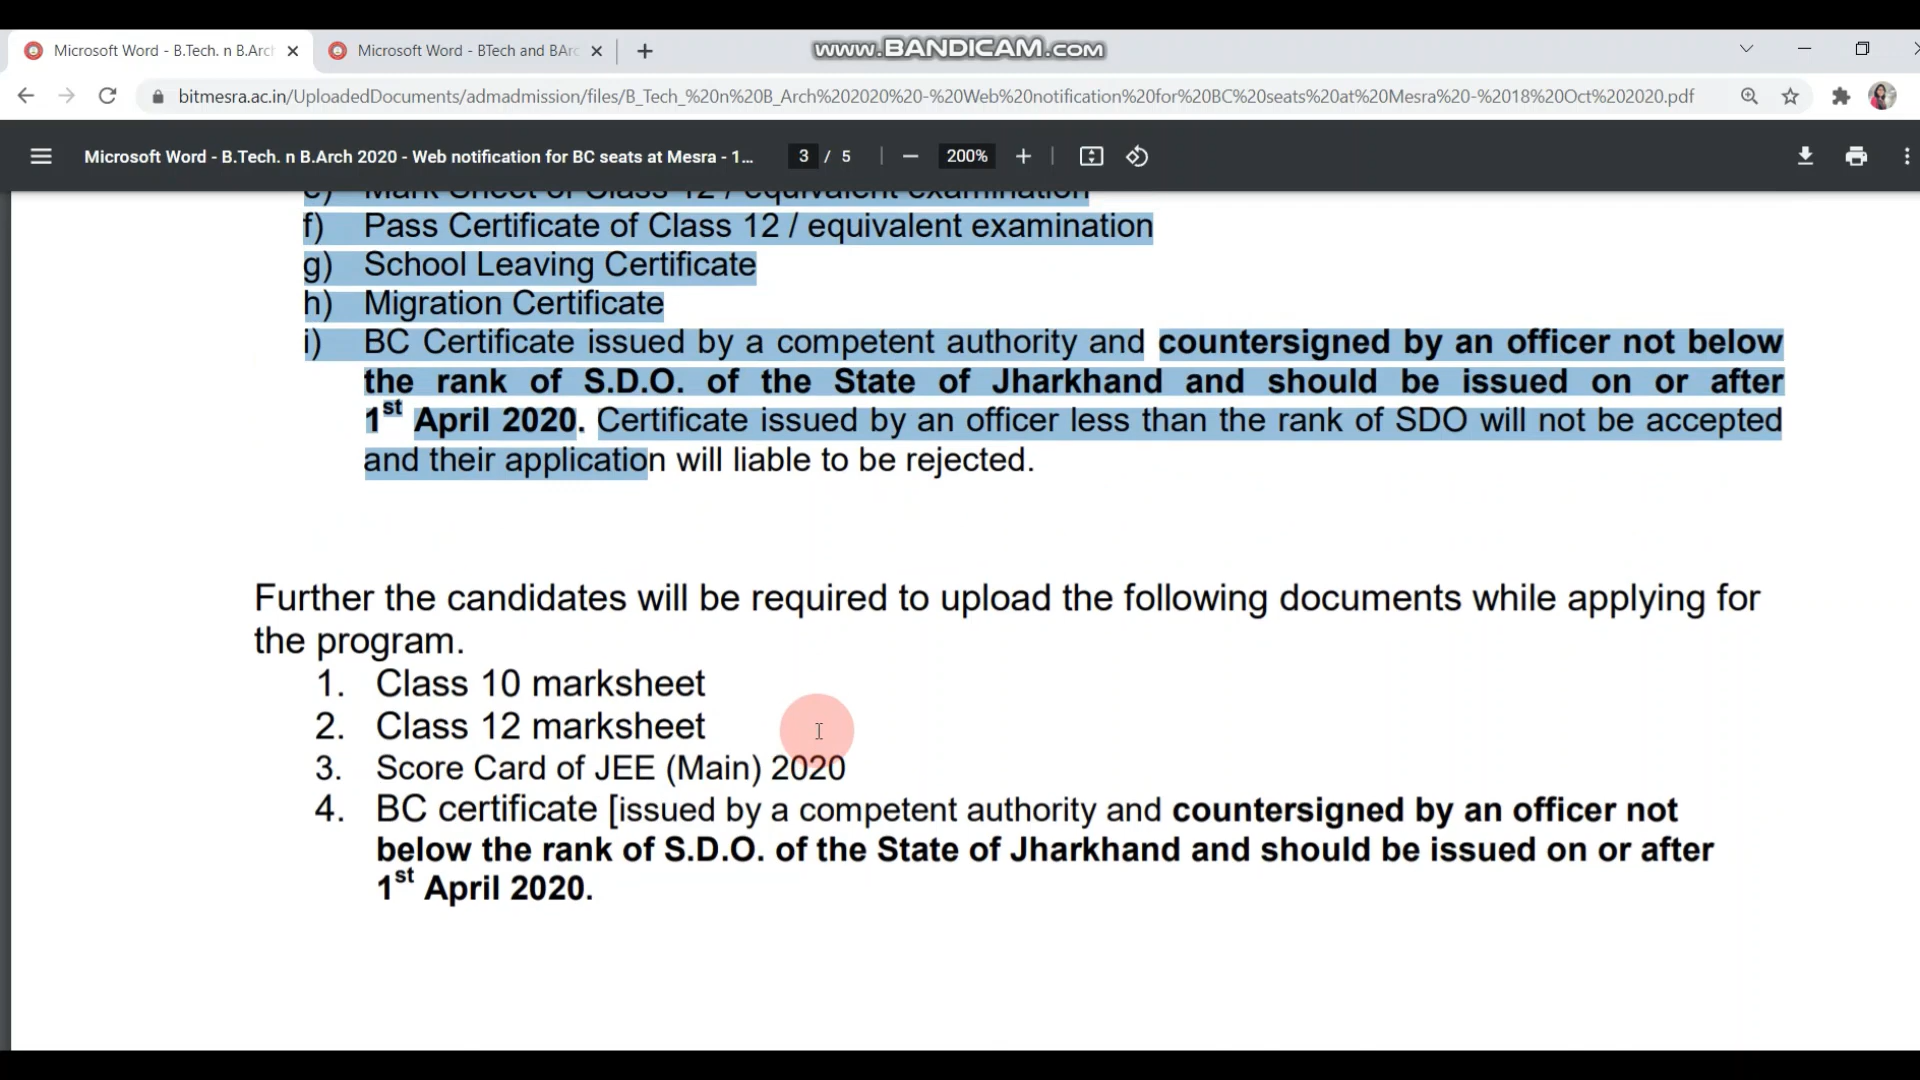 www.BANDICAM.com
Microsoft Word - B.Tech. n B.Arch
Microsoft Word - BTech and BArc
bitmesra.ac.in/UploadedDocuments/admadmission/files/B_Tech_%20n%20B_Arch%202020%20-%20Web%20notification%20for%20BC%20seats%20at%20Mesra%20-%2018%20Oct%202020.pdf
Microsoft Word - B.Tech. n B.Arch 2020 - Web notification for BC seats at Mesra - 1... 3 / 5 200%
e) Mark Sheet of Class 12 / equivalent examination
f) Pass Certificate of Class 12 / equivalent examination
g) School Leaving Certificate
h) Migration Certificate
i) BC Certificate issued by a competent authority and countersigned by an officer not below
the rank of S.D.O. of the State of Jharkhand and should be issued on or after
1st April 2020. Certificate issued by an officer less than the rank of SDO will not be accepted
and their application will liable to be rejected.
Further the candidates will be required to upload the following documents while applying for
the program.
1. Class 10 marksheet
2. Class 12 marksheet
3. Score Card of JEE (Main) 2020
4. BC certificate [issued by a competent authority and countersigned by an officer not
below the rank of S.D.O. of the State of Jharkhand and should be issued on or after
1st April 2020.